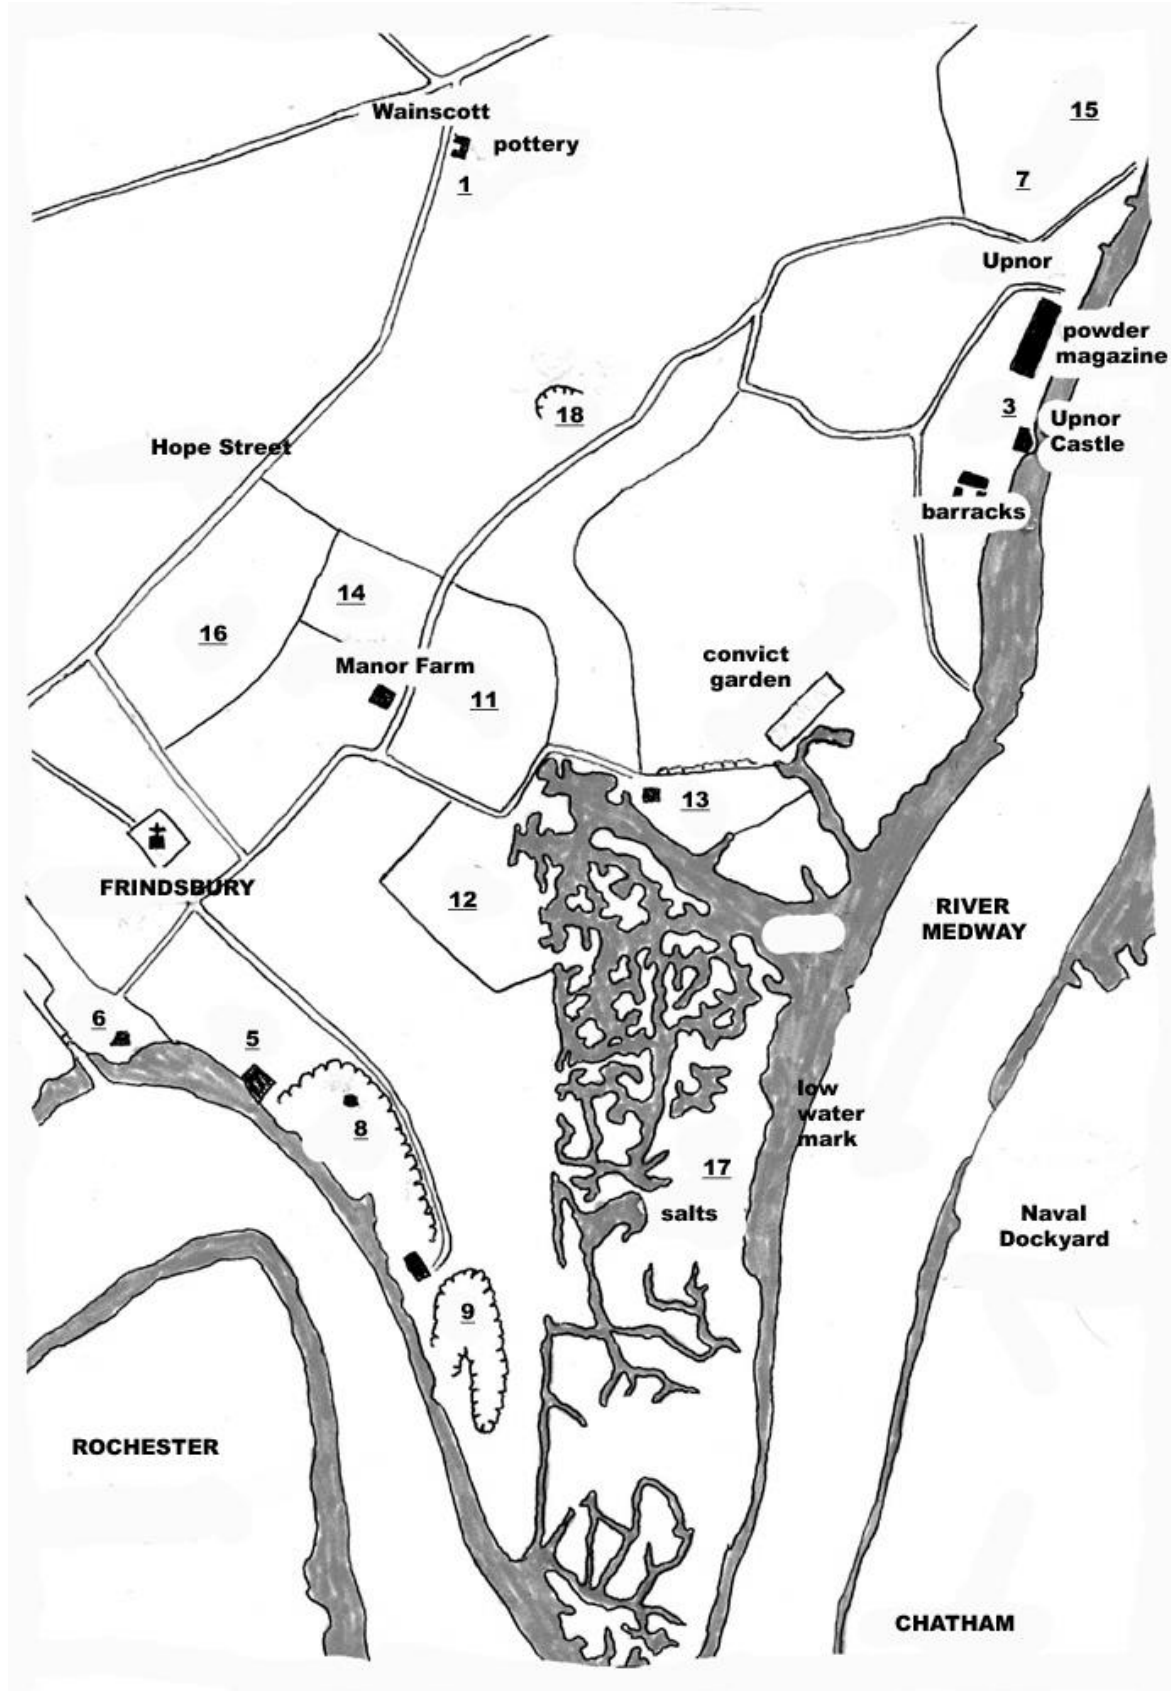 Wainscott
pottery
1
15
7
Upnor
powder
magazine
3
Upnor
Castle
18
Hope Street
barracks
14
16
convict
garden
Manor Farm
11
13
FRINDSBURY
12
RIVER
MEDWAY
6
5
low
water
mark
8
17
salts
Naval
Dockyard
9
ROCHESTER
CHATHAM